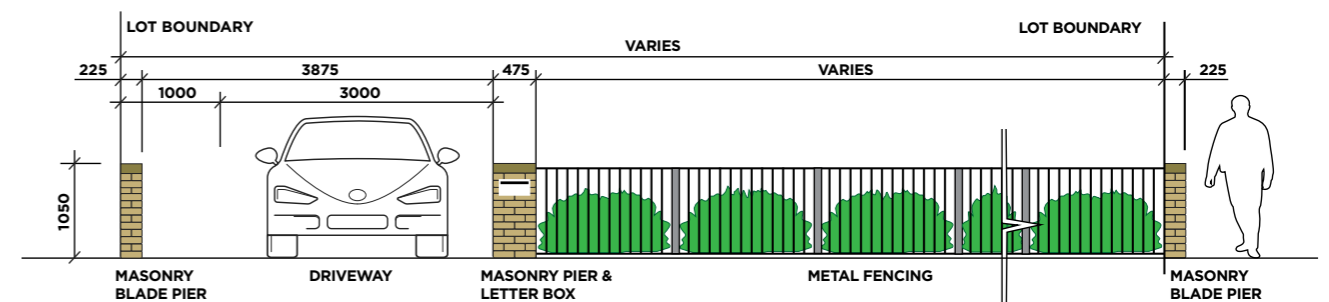 LOT BOUNDARY
LOT BOUNDARY
VARIES
225
3875
475
VARIES
225
1000
3000
1050
MASONRY
BLADE PIER
DRIVEWAY
MASONRY PIER &
LETTER BOX
METAL FENCING
MASONRY
BLADE PIER